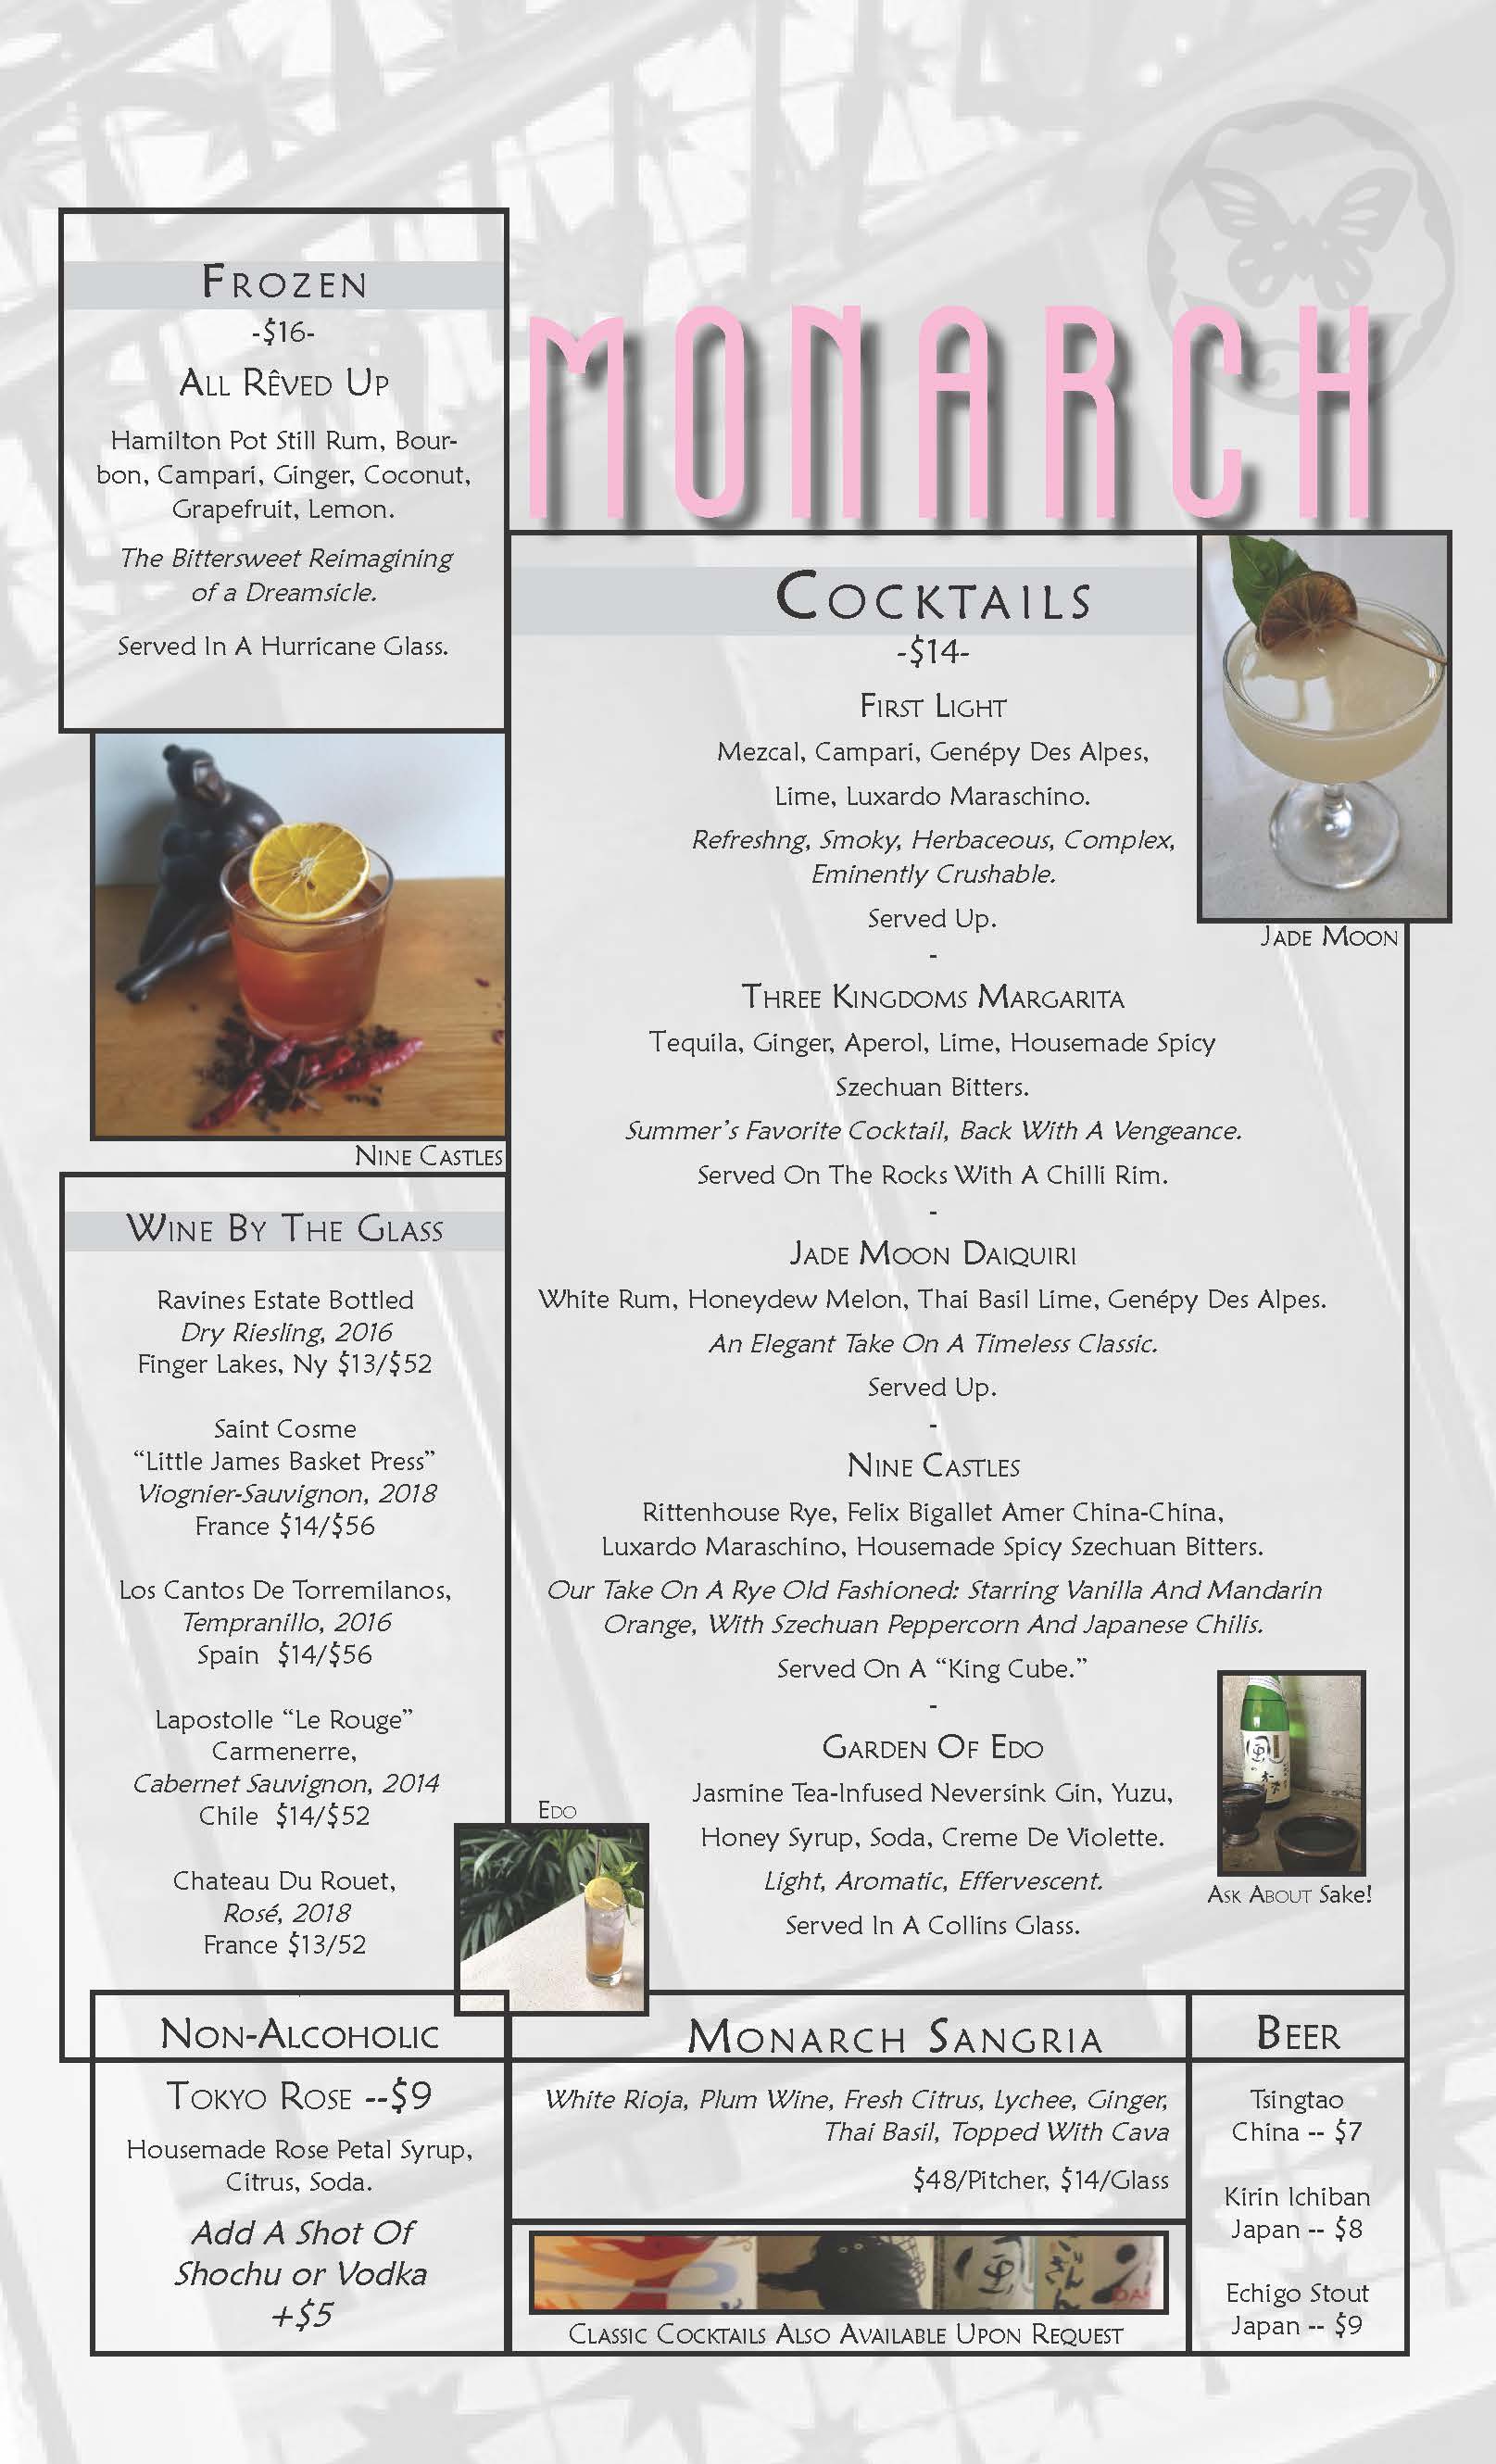 FROZEN
-$16-
ALL RÊVED UP
Hamilton Pot Still Rum, Bour-
bon, Campari, Ginger, Coconut,
Grapefruit, Lemon.
The Bittersweet Reimagining
of a Dreamsicle.
Served In A Hurricane Glass.
MONARCH
COCKTAILS
-$14-
FIRST LIGHT
Mezcal, Campari, Genépy Des Alpes,
Lime, Luxardo Maraschino.
Refreshng, Smoky, Herbaceous, Complex,
Eminently Crushable.
Served Up.
-
JADE MOON
THREE KINGDOMS MARGARITA
Tequila, Ginger, Aperol, Lime, Housemade Spicy
Szechuan Bitters.
Summer's Favorite Cocktail, Back With A Vengeance.
Served On The Rocks With A Chilli Rim.
-
JADE MOON DAIQUIRI
White Rum, Honeydew Melon, Thai Basil Lime, Genépy Des Alpes.
An Elegant Take On A Timeless Classic.
Served Up.
-
NINE CASTLES
Rittenhouse Rye, Felix Bigallet Amer China-China,
Luxardo Maraschino, Housemade Spicy Szechuan Bitters.
Our Take On A Rye Old Fashioned: Starring Vanilla And Mandarin
Orange, With Szechuan Peppercorn And Japanese Chilis.
Served On A “King Cube.”
-
GARDEN OF EDO
Jasmine Tea-Infused Neversink Gin, Yuzu,
Honey Syrup, Soda, Creme De Violette.
Light, Aromatic, Effervescent.
Served In A Collins Glass.
ASK ABOUT Sake!
EDO
NINE CASTLES
WINE BY THE GLASS
Ravines Estate Bottled
Dry Riesling, 2016
Finger Lakes, Ny $13/$52
Saint Cosme
“Little James Basket Press”
Viognier-Sauvignon, 2018
France $14/$56
Los Cantos De Torremilanos,
Tempranillo, 2016
Spain $14/$56
Lapostolle “Le Rouge”
Carmenerre,
Cabernet Sauvignon, 2014
Chile $14/$52
Chateau Du Rouet,
Rosé, 2018
France $13/52
NON-ALCOHOLIC
TOKYO ROSE --$9
Housemade Rose Petal Syrup,
Citrus, Soda.
Add A Shot Of
Shochu or Vodka
+$5
MONARCH SANGRIA
White Rioja, Plum Wine, Fresh Citrus, Lychee, Ginger,
Thai Basil, Topped With Cava
$48/Pitcher, $14/Glass
CLASSIC COCKTAILS ALSO AVAILABLE UPON REQUEST
BEER
Tsingtao
China -- $7
Kirin Ichiban
Japan -- $8
Echigo Stout
Japan -- $9